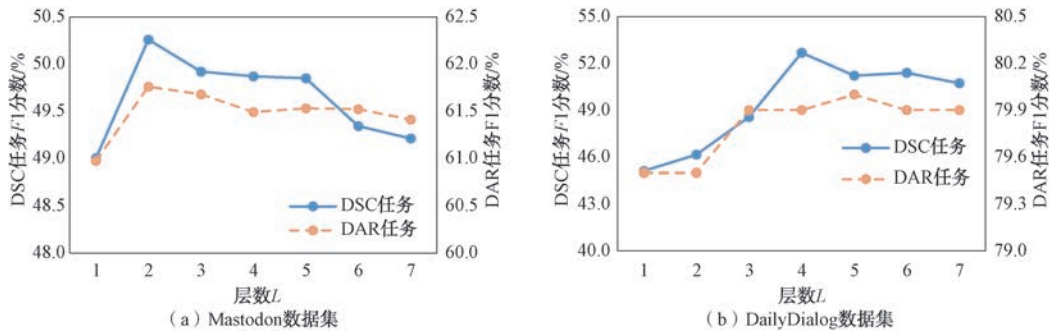 50.5
50.0
49.5
49.0
48.5
48.0
DSC任务F1分数/%
62.5
62.0
61.5
61.0
60.5
60.0
DAR任务F1分数/%
DSC任务
DAR任务
1 2 3 4 5 6 7
层数L
（a）Mastodon数据集
55.0
52.0
49.0
46.0
43.0
40.0
DSC任务F1分数/%
80.5
80.2
79.9
79.6
79.3
79.0
DAR任务F1分数/%
DSC任务
DAR任务
1 2 3 4 5 6 7
层数L
（b）DailyDialog数据集